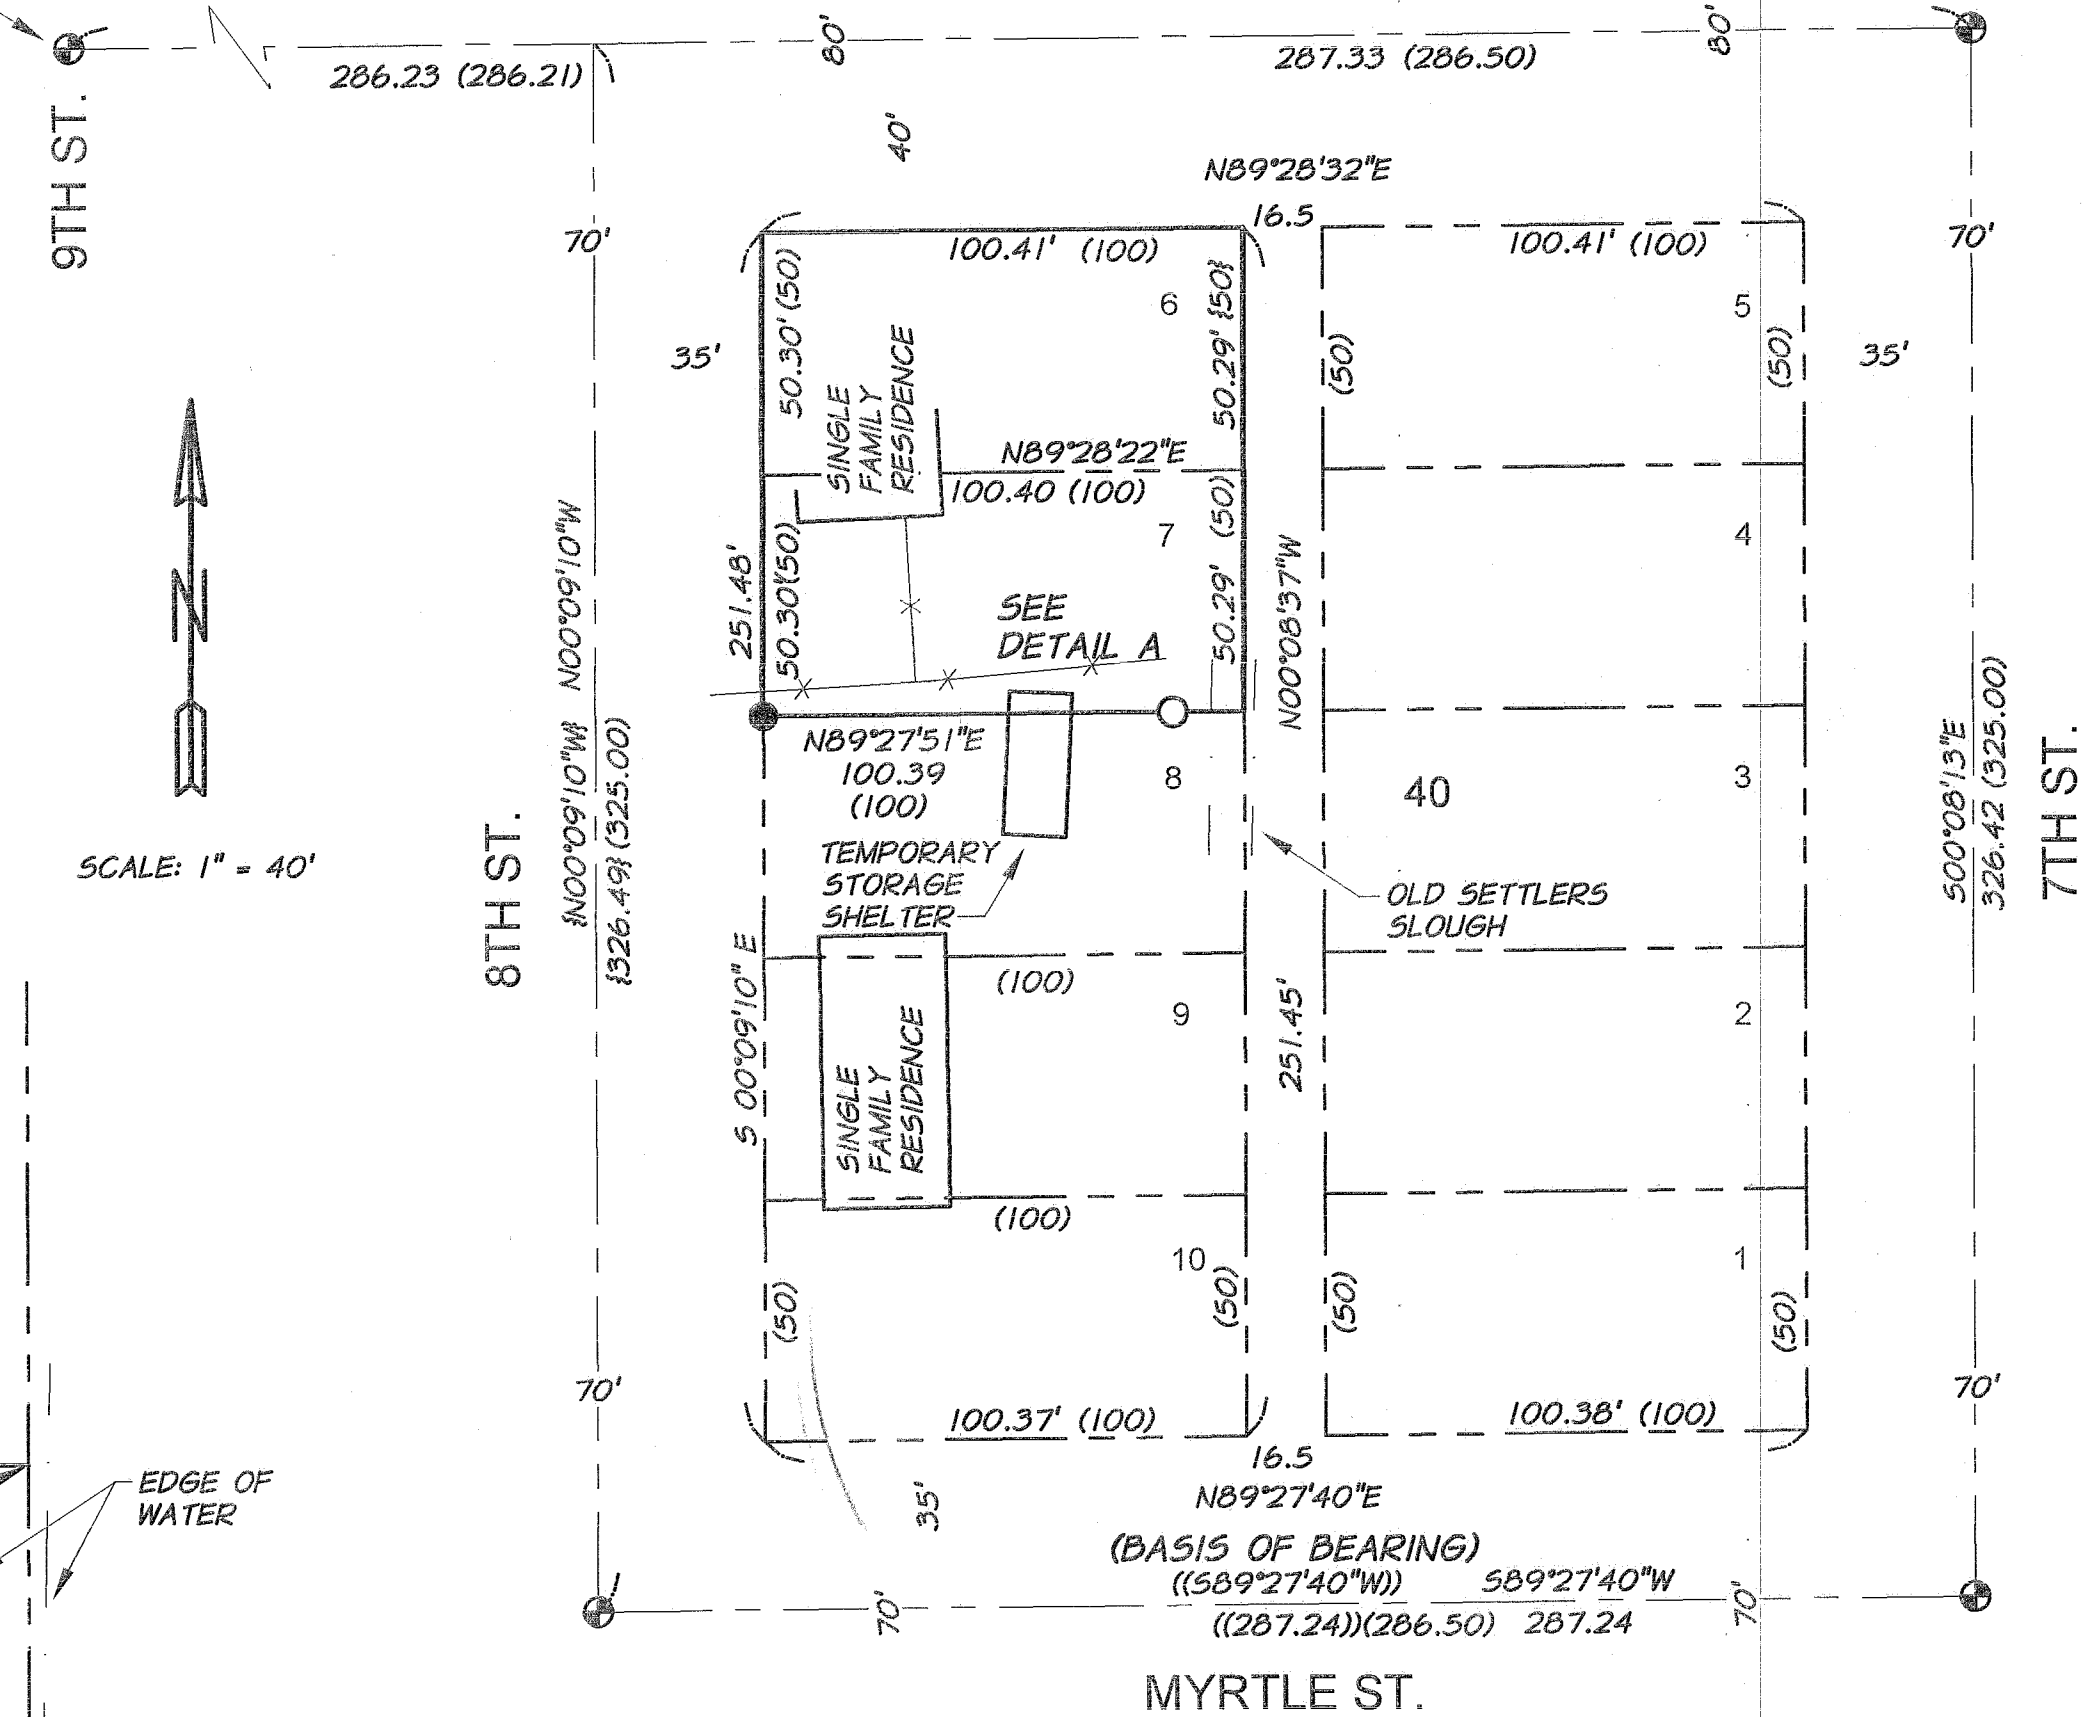 80'
80'
286.23 (286.21)
287.33 (286.50)
9TH ST.
40'
N89°28'32"E
16.5
70'
100.41' (100)
100.41' (100)
70'
50.30' (50)
6
50.29' {50}
5
(50)
(50)
35'
35'
SINGLE
FAMILY
RESIDENCE
N89°28'22"E
100.40 (100)
7
4
N00°09'10"W
251.48'
50.30'(50)
50.29' (50)
N00°08'37"W
SEE
DETAIL A
N89°27'51"E
100.39
(100)
8
40
3
{N00°09'10"W}
{326.49} (325.00)
S00°08'13"E
326.42 (325.00)
7TH ST.
SCALE: 1" = 40'
8TH ST.
TEMPORARY
STORAGE
SHELTER
OLD SETTLERS
SLOUGH
N
S 00°09'10" E
(100)
9
251.45'
2
SINGLE
FAMILY
RESIDENCE
(100)
10
1
(50)
(50)
(50)
(50)
70'
70'
100.37' (100)
100.38' (100)
16.5
EDGE OF
WATER
35'
N89°27'40"E
(BASIS OF BEARING)
((S89°27'40"W))
S89°27'40"W
70'
70'
((287.24))(286.50) 287.24
MYRTLE ST.